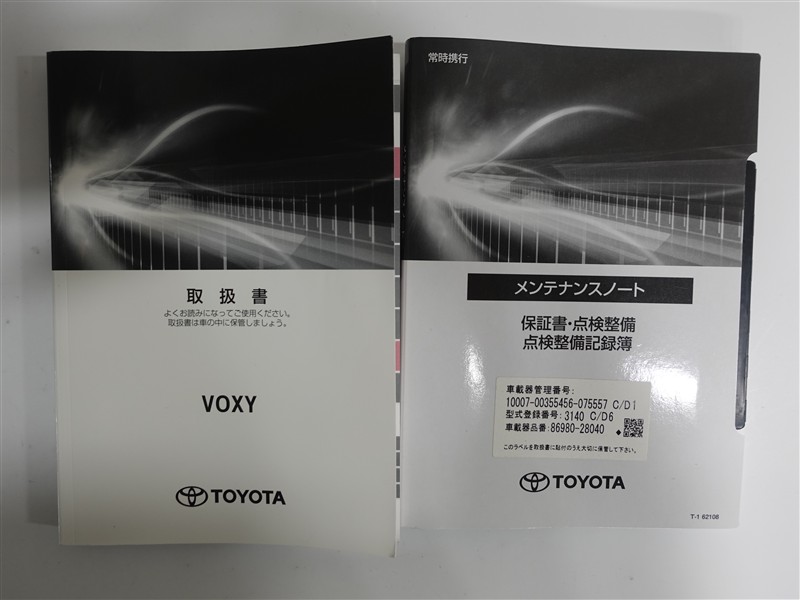 取扱書
よくお読みになってご使用ください。
取扱書は車の中に保管しましょう。
VOXY
TOYOTA
常時携行
メンテナンスノート
保証書・点検整備
点検整備記録簿
車載器管理番号:
10007-00355456-075557 C/D1
型式登録番号: 3140 C/D6
車載器品番: 86980-28040
このラベルを取扱書に貼付のうえ大切に保管して下さい。
TOYOTA
T-1 62108